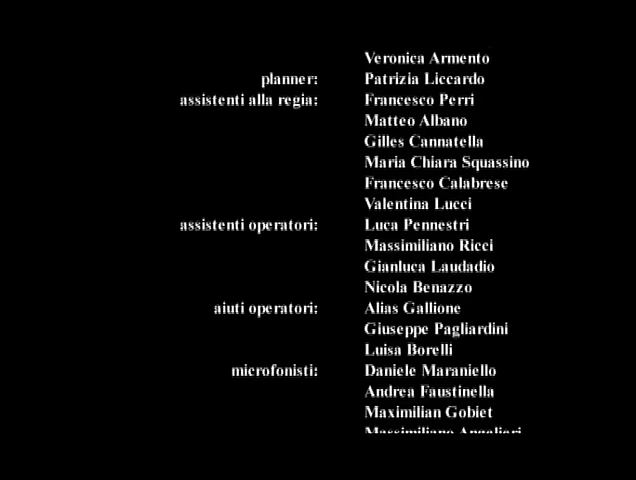 Veronica Armento
planner: Patrizia Liccardo
assistenti alla regia: Francesco Perri
Matteo Albano
Gilles Cannatella
Maria Chiara Squassino
Francesco Calabrese
Valentina Lucci
assistenti operatori: Luca Pennestri
Massimiliano Ricci
Gianluca Laudadio
Nicola Benazzo
aiuti operatori: Alias Gallione
Giuseppe Pagliardini
Luisa Borelli
microfonisti: Daniele Maraniello
Andrea Faustinella
Maximilian Gobiet
Massimiliano